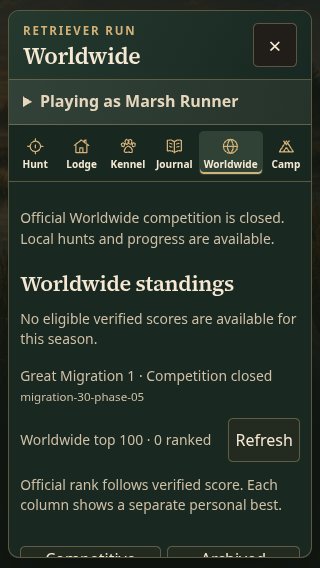 RETRIEVER RUN
Worldwide
×
▶ Playing as Marsh Runner
Hunt Lodge Kennel Journal Worldwide Camp
Official Worldwide competition is closed.
Local hunts and progress are available.
Worldwide standings
No eligible verified scores are available for
this season.
Great Migration 1 · Competition closed
migration-30-phase-05
Worldwide top 100 · 0 ranked
Refresh
Official rank follows verified score. Each
column shows a separate personal best.
Competitive Archived